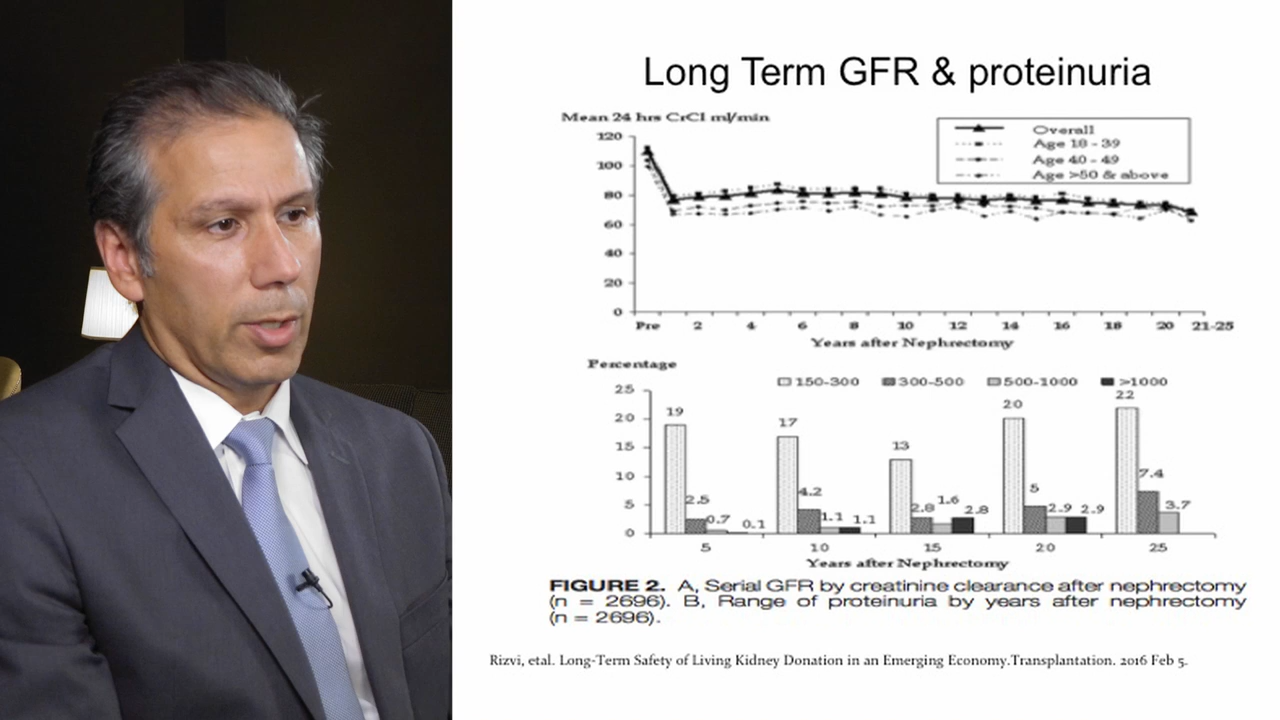 Long Term GFR & proteinuria
Mean 24 hrs CrCl ml/min
Overall
Age 18 - 39
Age 40 - 49
Age >50 & above
120
100
80
60
40
20
0
Pre 2 4 6 8 10 12 14 16 18 20 21-25
Years after Nephrectomy
Percentage
150-300 300-500 500-1000 >1000
25
20
15
10
5
0
19 2.5 0.7 0.1
17 4.2 1.1 1.1
13 2.8 1.6 2.8
20 5 2.9 2.9
22 7.4 3.7
5 10 15 20 25
Years after Nephrectomy
FIGURE 2. A, Serial GFR by creatinine clearance after nephrectomy
(n = 2696). B, Range of proteinuria by years after nephrectomy
(n = 2696).
Rizvi, etal. Long-Term Safety of Living Kidney Donation in an Emerging Economy.Transplantation. 2016 Feb 5.